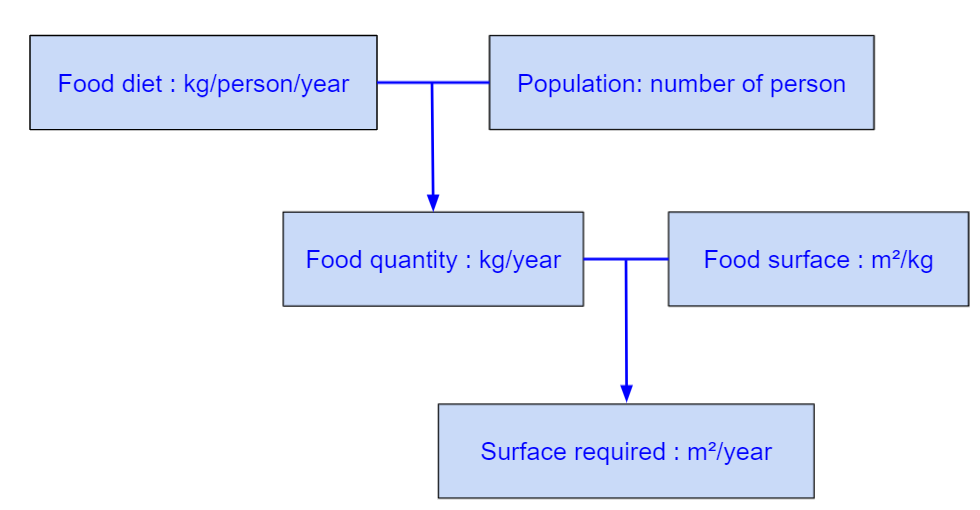 Food diet : kg/person/year
Population: number of person
Food quantity : kg/year
Food surface : m²/kg
Surface required : m²/year